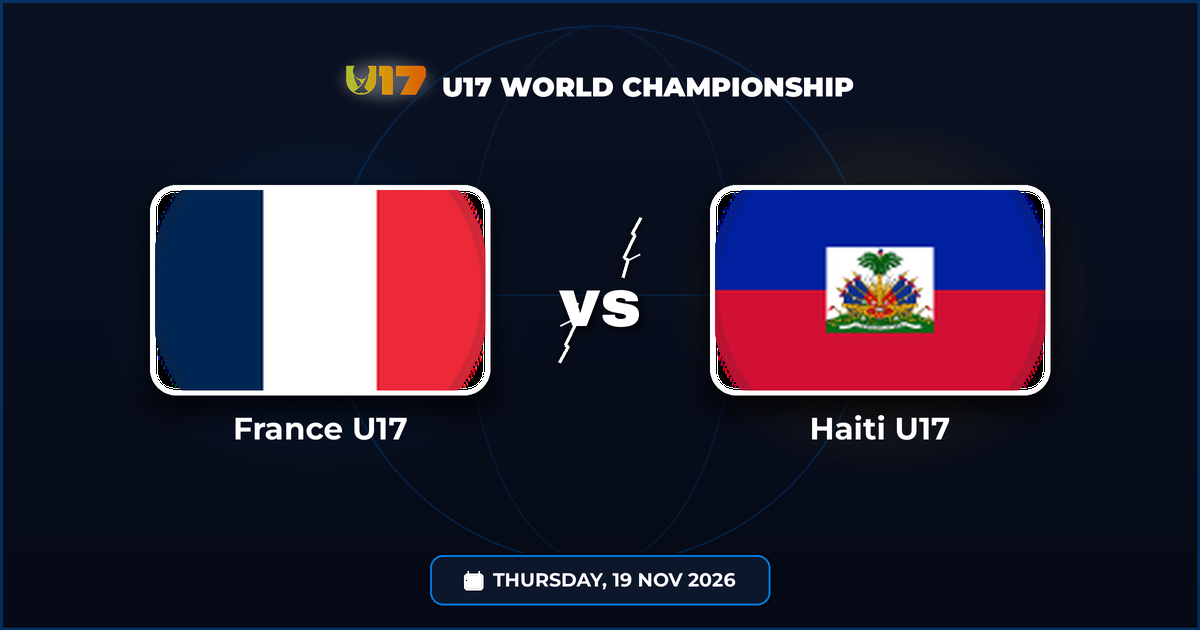 U17 U17 WORLD CHAMPIONSHIP
VS
France U17
Haiti U17
THURSDAY, 19 NOV 2026